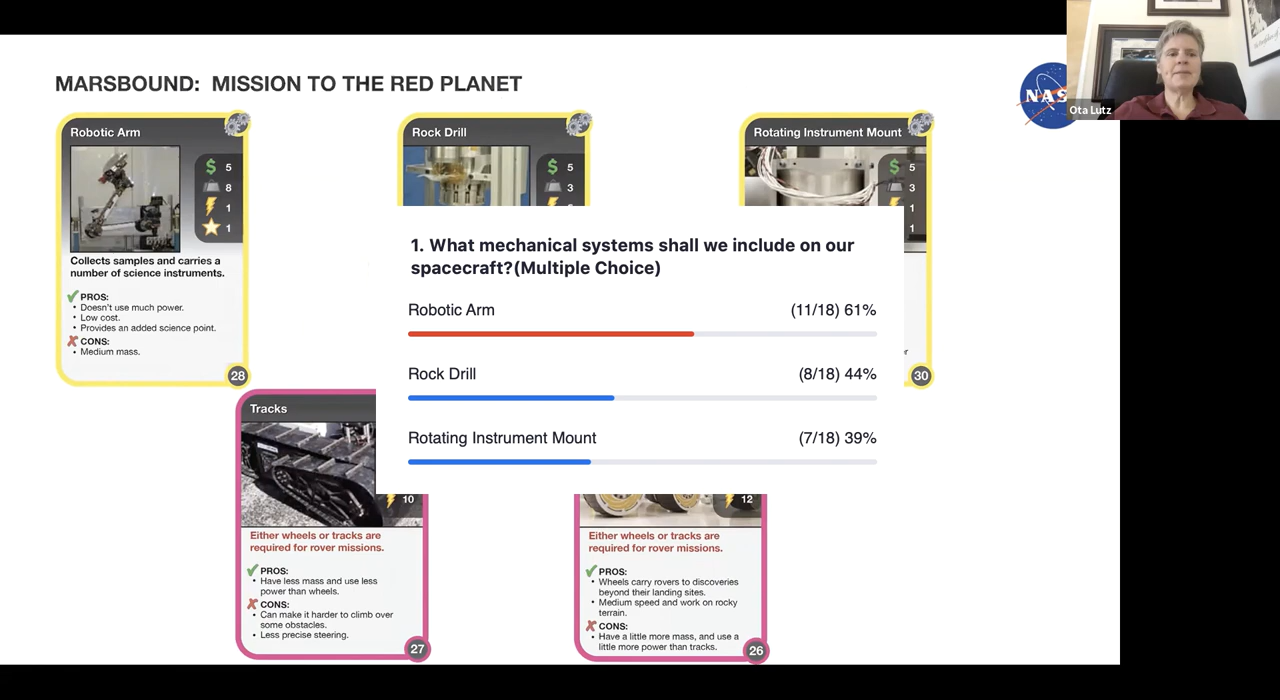 MARSBOUND: MISSION TO THE RED PLANET
NAS
Ota Lutz
Robotic Arm
$ 5
8
1
1
Collects samples and carries a
number of science instruments.
PROS:
• Doesn't use much power.
• Low cost.
• Provides an added science point.
CONS:
• Medium mass.
28
Rock Drill
$ 5
3
Rotating Instrument Mount
$ 5
3
1
1
30
1. What mechanical systems shall we include on our
spacecraft?(Multiple Choice)
Robotic Arm (11/18) 61%
Rock Drill (8/18) 44%
Rotating Instrument Mount (7/18) 39%
Tracks
10
Either wheels or tracks are
required for rover missions.
PROS:
• Have less mass and use less
power than wheels.
CONS:
• Can make it harder to climb over
some obstacles.
• Less precise steering.
27
12
Either wheels or tracks are
required for rover missions.
PROS:
• Wheels carry rovers to discoveries
beyond their landing sites.
• Medium speed and work on rocky
terrain.
CONS:
• Have a little more mass, and use a
little more power than tracks.
26